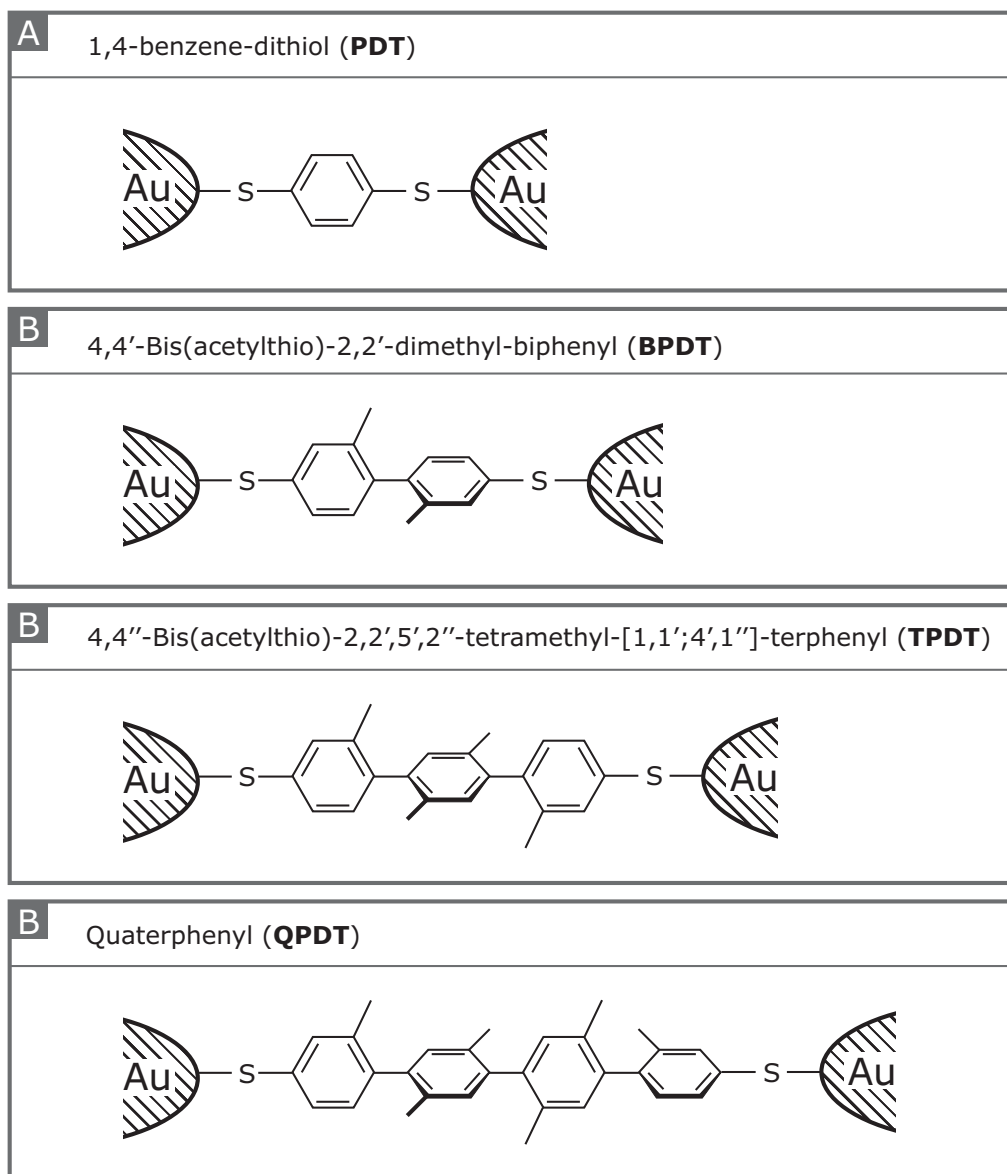 A
1,4-benzene-dithiol (PDT)
Au S S Au
B
4,4′-Bis(acetylthio)-2,2′-dimethyl-biphenyl (BPDT)
Au S S Au
B
4,4′′-Bis(acetylthio)-2,2′,5′,2′′-tetramethyl-[1,1′;4′,1′′]-terphenyl (TPDT)
Au S S Au
B
Quaterphenyl (QPDT)
Au S S Au